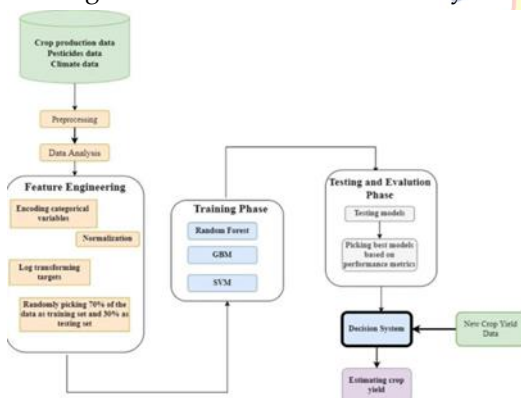 Crop production data
Pesticides data
Climate data
Preprocessing
Data Analysis
Feature Engineering
Encoding categorical
variables
Normalization
Log transforming
targets
Randomly picking 70% of the
data as training set and 30% as
testing set
Training Phase
Random Forest
GBM
SVM
Testing and Evalution
Phase
Testing models
Picking best models
based on
performance metrics
Decision System
New Crop Yield
Data
Estimating crop
yield